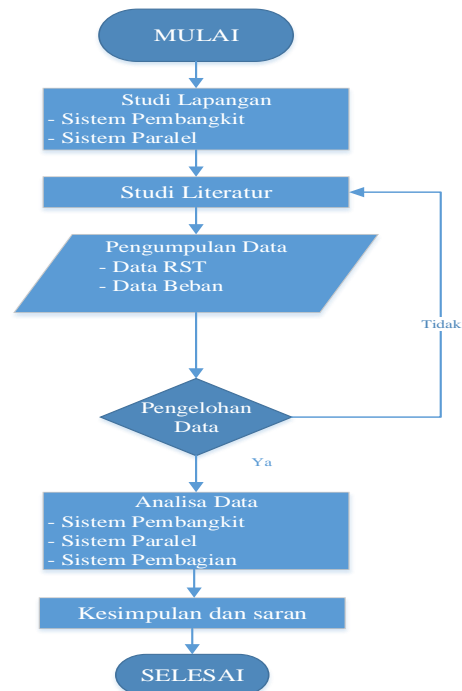 MULAI
Studi Lapangan
- Sistem Pembangkit
- Sistem Paralel
Studi Literatur
Pengumpulan Data
- Data RST
- Data Beban
Tidak
Pengelohan
Data
Ya
Analisa Data
- Sistem Pembangkit
- Sistem Paralel
- Sistem Pembagian
Kesimpulan dan saran
SELESAI